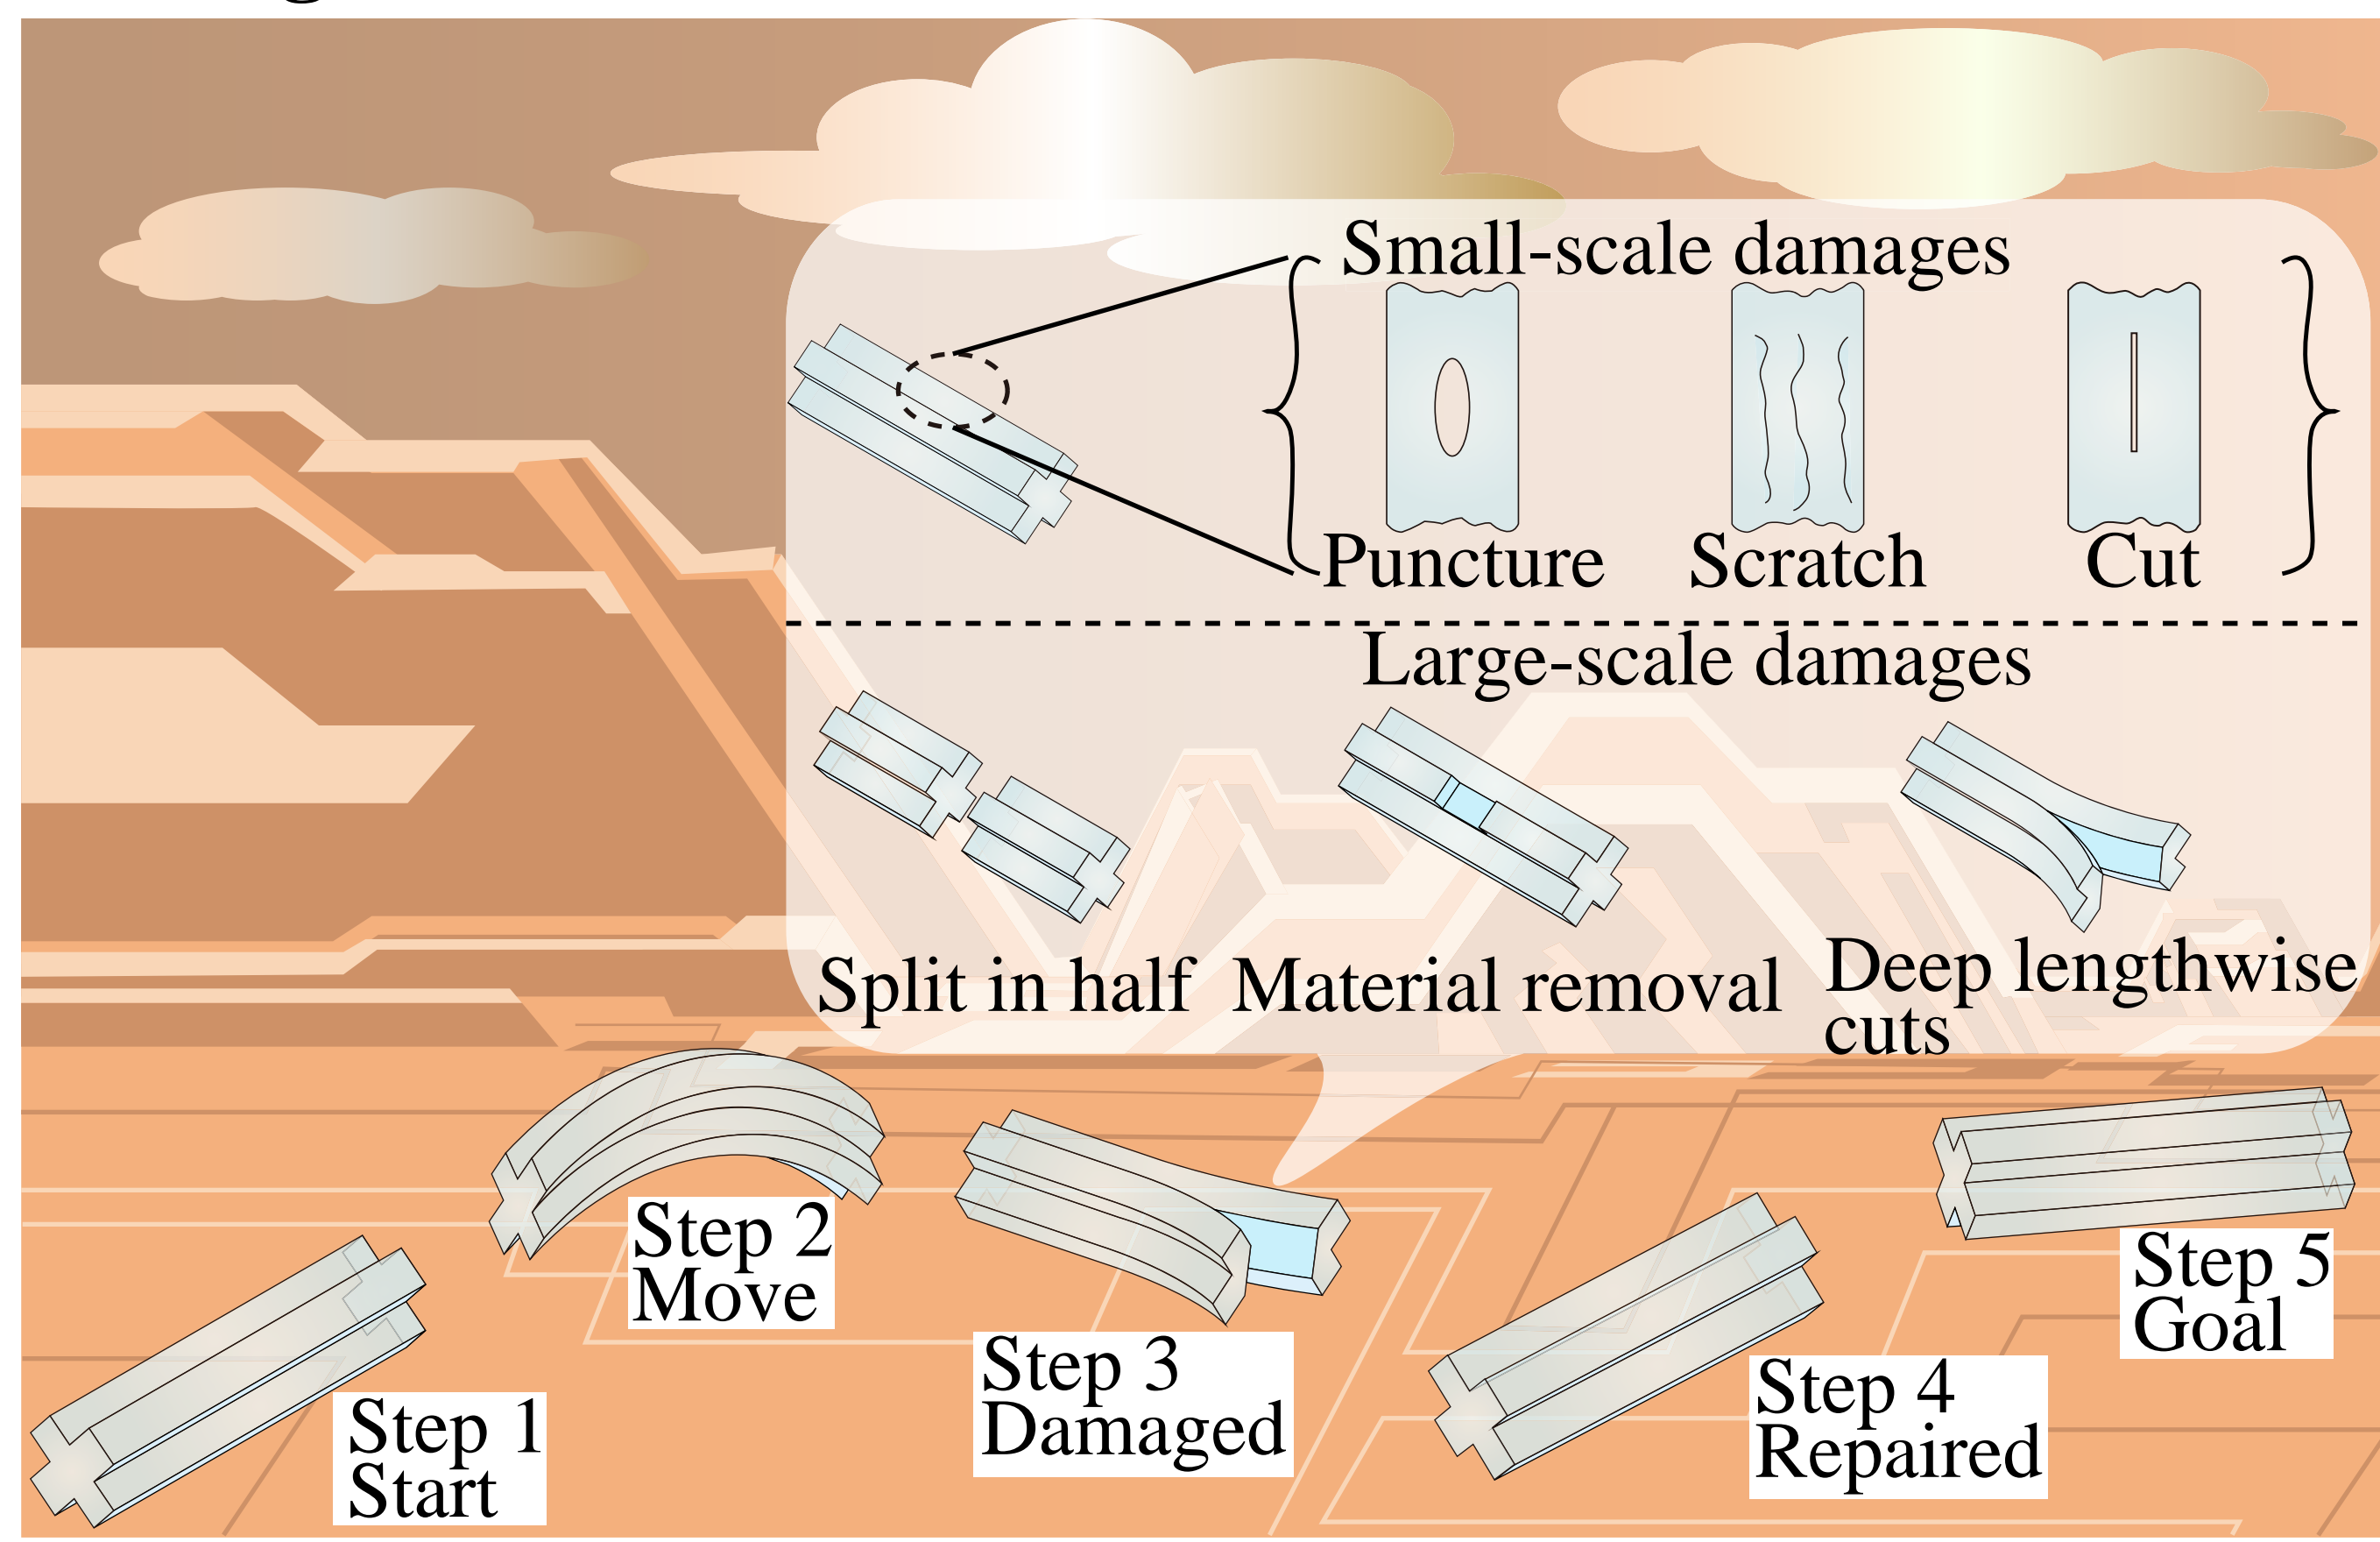 Small-scale damages
Puncture
Scratch
Cut
Large-scale damages
Split in half
Material removal
Deep lengthwise
cuts
Step 1
Start
Step 2
Move
Step 3
Damaged
Step 4
Repaired
Step 5
Goal